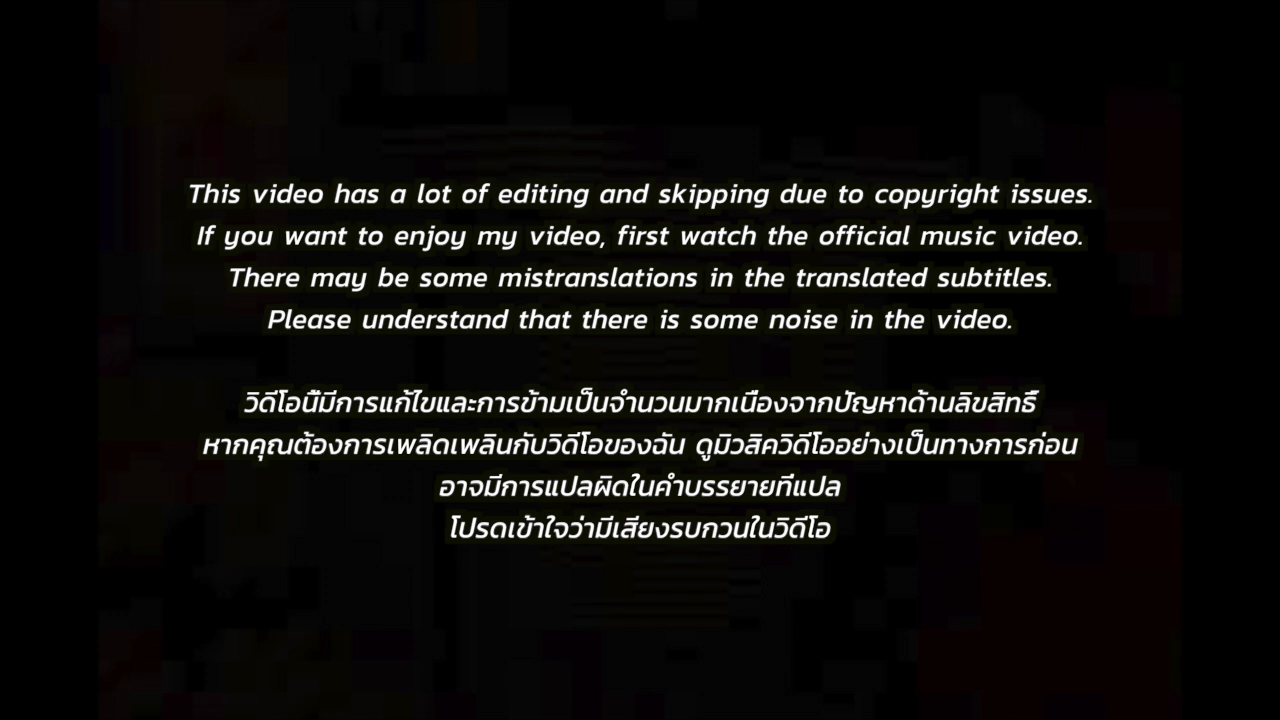 This video has a lot of editing and skipping due to copyright issues.
If you want to enjoy my video, first watch the official music video.
There may be some mistranslations in the translated subtitles.
Please understand that there is some noise in the video.
วิดีโอนี้มีการแก้ไขและการข้ามเป็นจำนวนมากเนื่องจากปัญหาด้านลิขสิทธิ์
หากคุณต้องการเพลิดเพลินกับวิดีโอของฉัน ดูมิวสิควิดีโออย่างเป็นทางการก่อน
อาจมีการแปลผิดในคำบรรยายที่แปล
โปรดเข้าใจว่ามีเสียงรบกวนในวิดีโอ